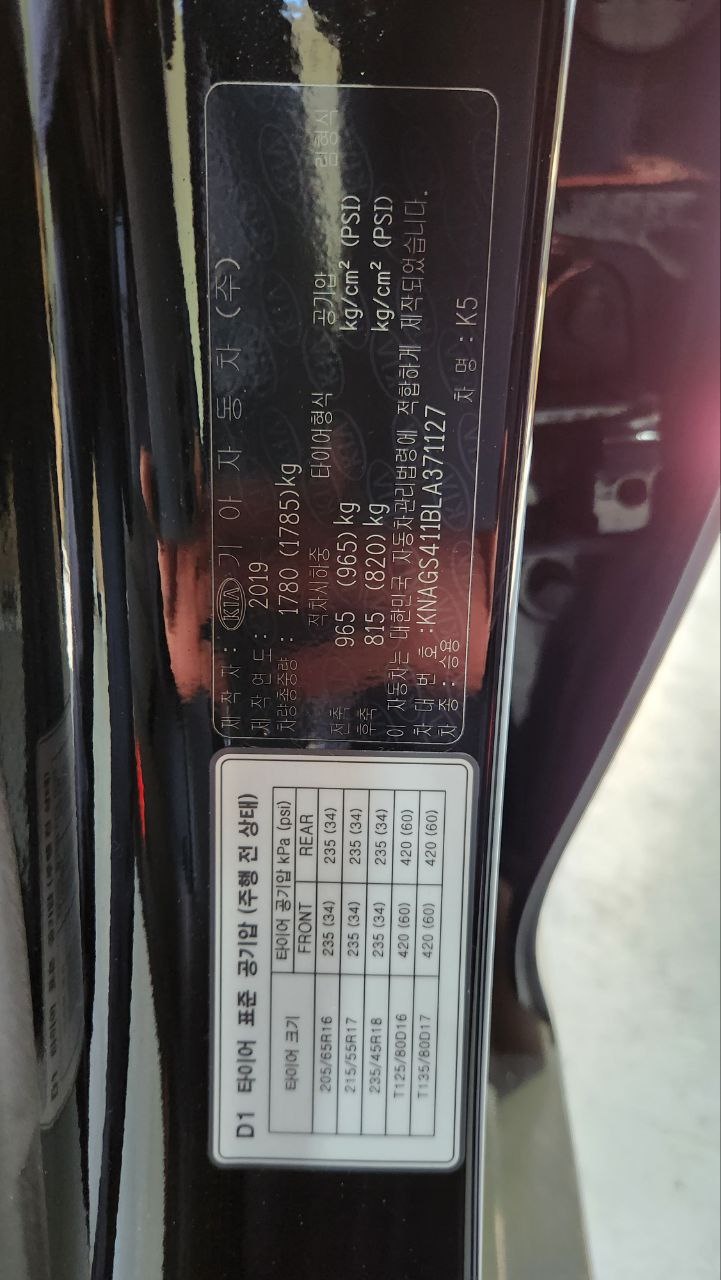 제작자 : KIA 기 아 자 동 차 (주)
제작연도 : 2019
차량총중량 : 1780 (1785)kg
적차시하중 타이어형식 공기압 림형식
전축 965 (965)kg kg/cm² (PSI)
후축 815 (820)kg kg/cm² (PSI)
이 자동차는 대한민국 자동차관리법령에 적합하게 제작되었습니다.
차 대 번 호 : KNAGS411BLA371127
차종 : 승용 차 명 : K5
D1 타이어 표준 공기압 (주행 전 상태)
타이어 크기 타이어 공기압 kPa (psi)
FRONT REAR
205/65R16 235 (34) 235 (34)
215/55R17 235 (34) 235 (34)
235/45R18 235 (34) 235 (34)
T125/80D16 420 (60) 420 (60)
T135/80D17 420 (60) 420 (60)